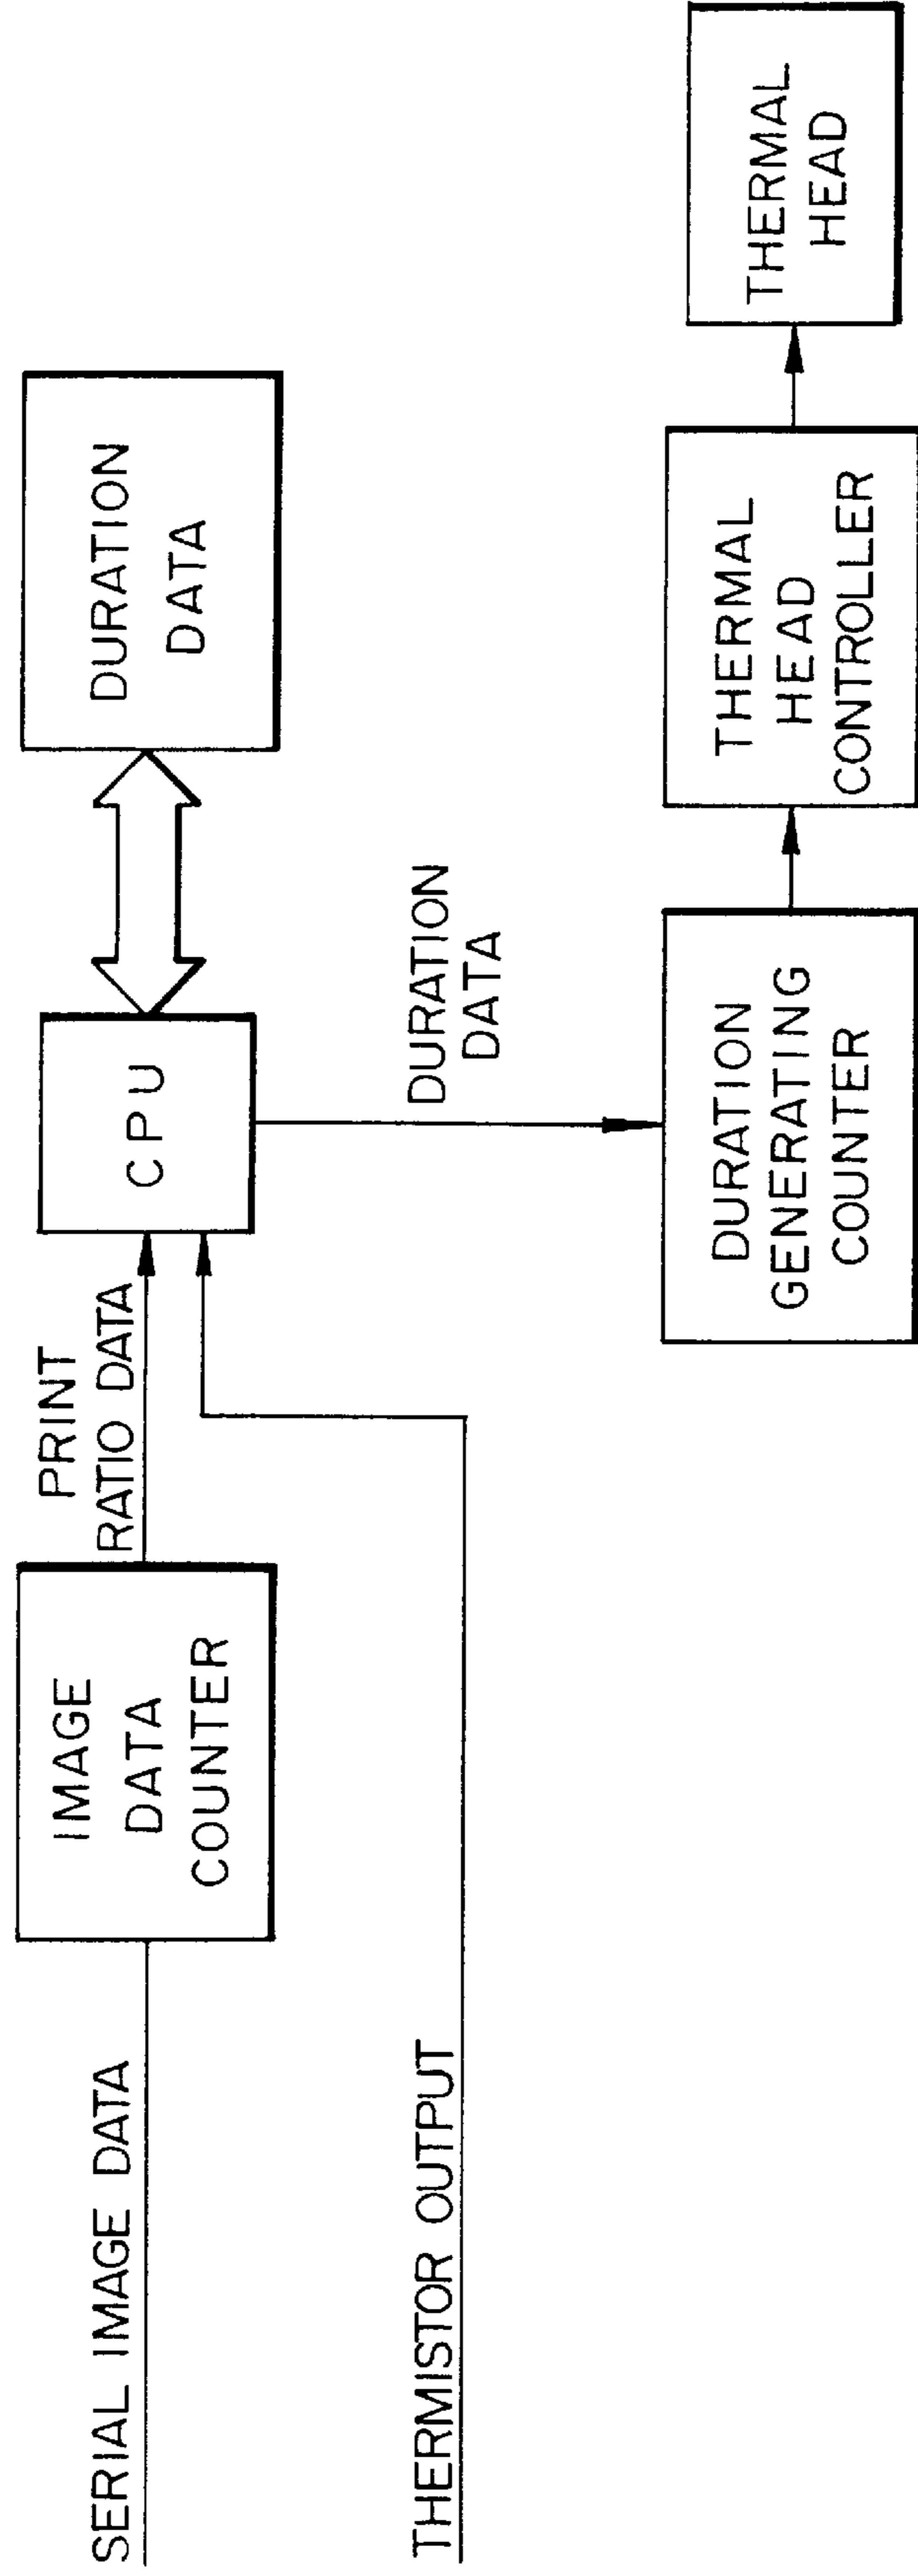 SERIAL IMAGE DATA
IMAGE
DATA
COUNTER
PRINT
RATIO DATA
CPU
DURATION
DATA
THERMISTOR OUTPUT
DURATION
DATA
DURATION
GENERATING
COUNTER
THERMAL
HEAD
CONTROLLER
THERMAL
HEAD